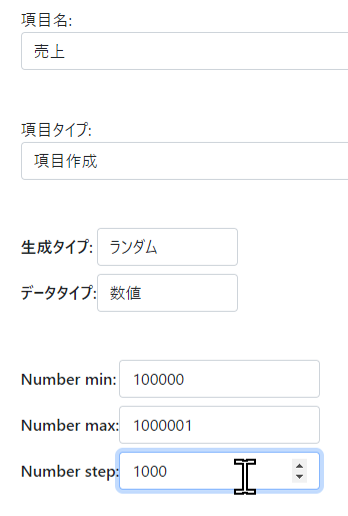 項目名:
売上
項目タイプ:
項目作成
生成タイプ: ランダム
データタイプ: 数値
Number min: 100000
Number max: 1000001
Number step: 1000